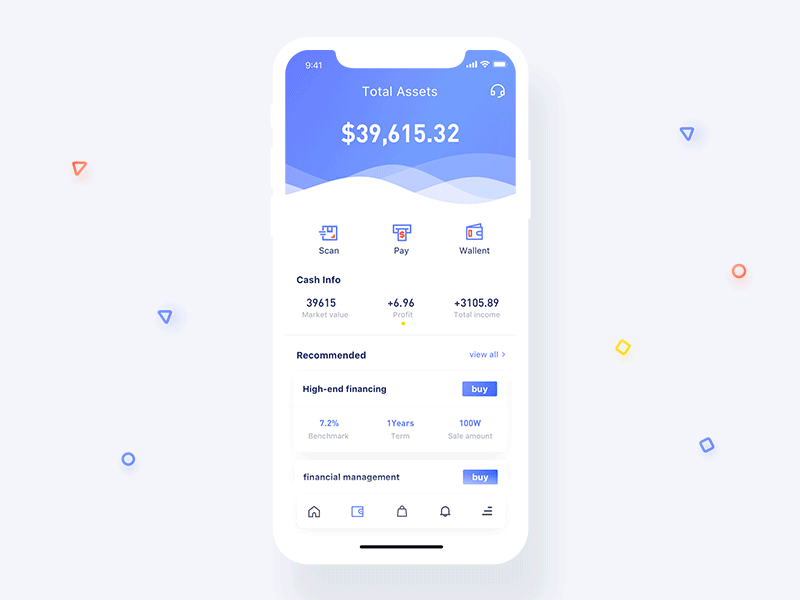 9:41
Total Assets
$39,615.32
Scan Pay Wallent
Cash Info
39615 +6.96 +3105.89
Market value Profit Total income
Recommended view all >
High-end financing buy
7.2% 1Years 100W
Benchmark Term Sale amount
financial management buy